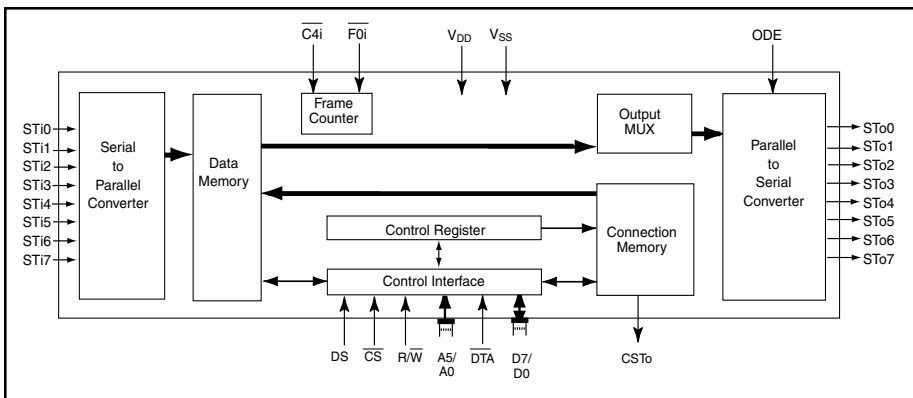 C4i F0i VDD VSS ODE
Frame
Counter
Output
MUX
STi0
STi1
STi2
STi3
STi4
STi5
STi6
STi7
Serial
to
Parallel
Converter
Data
Memory
Control Register
Control Interface
Connection
Memory
Parallel
to
Serial
Converter
STo0
STo1
STo2
STo3
STo4
STo5
STo6
STo7
DS CS R/W A5/
A0 DTA D7/
D0 CSTo